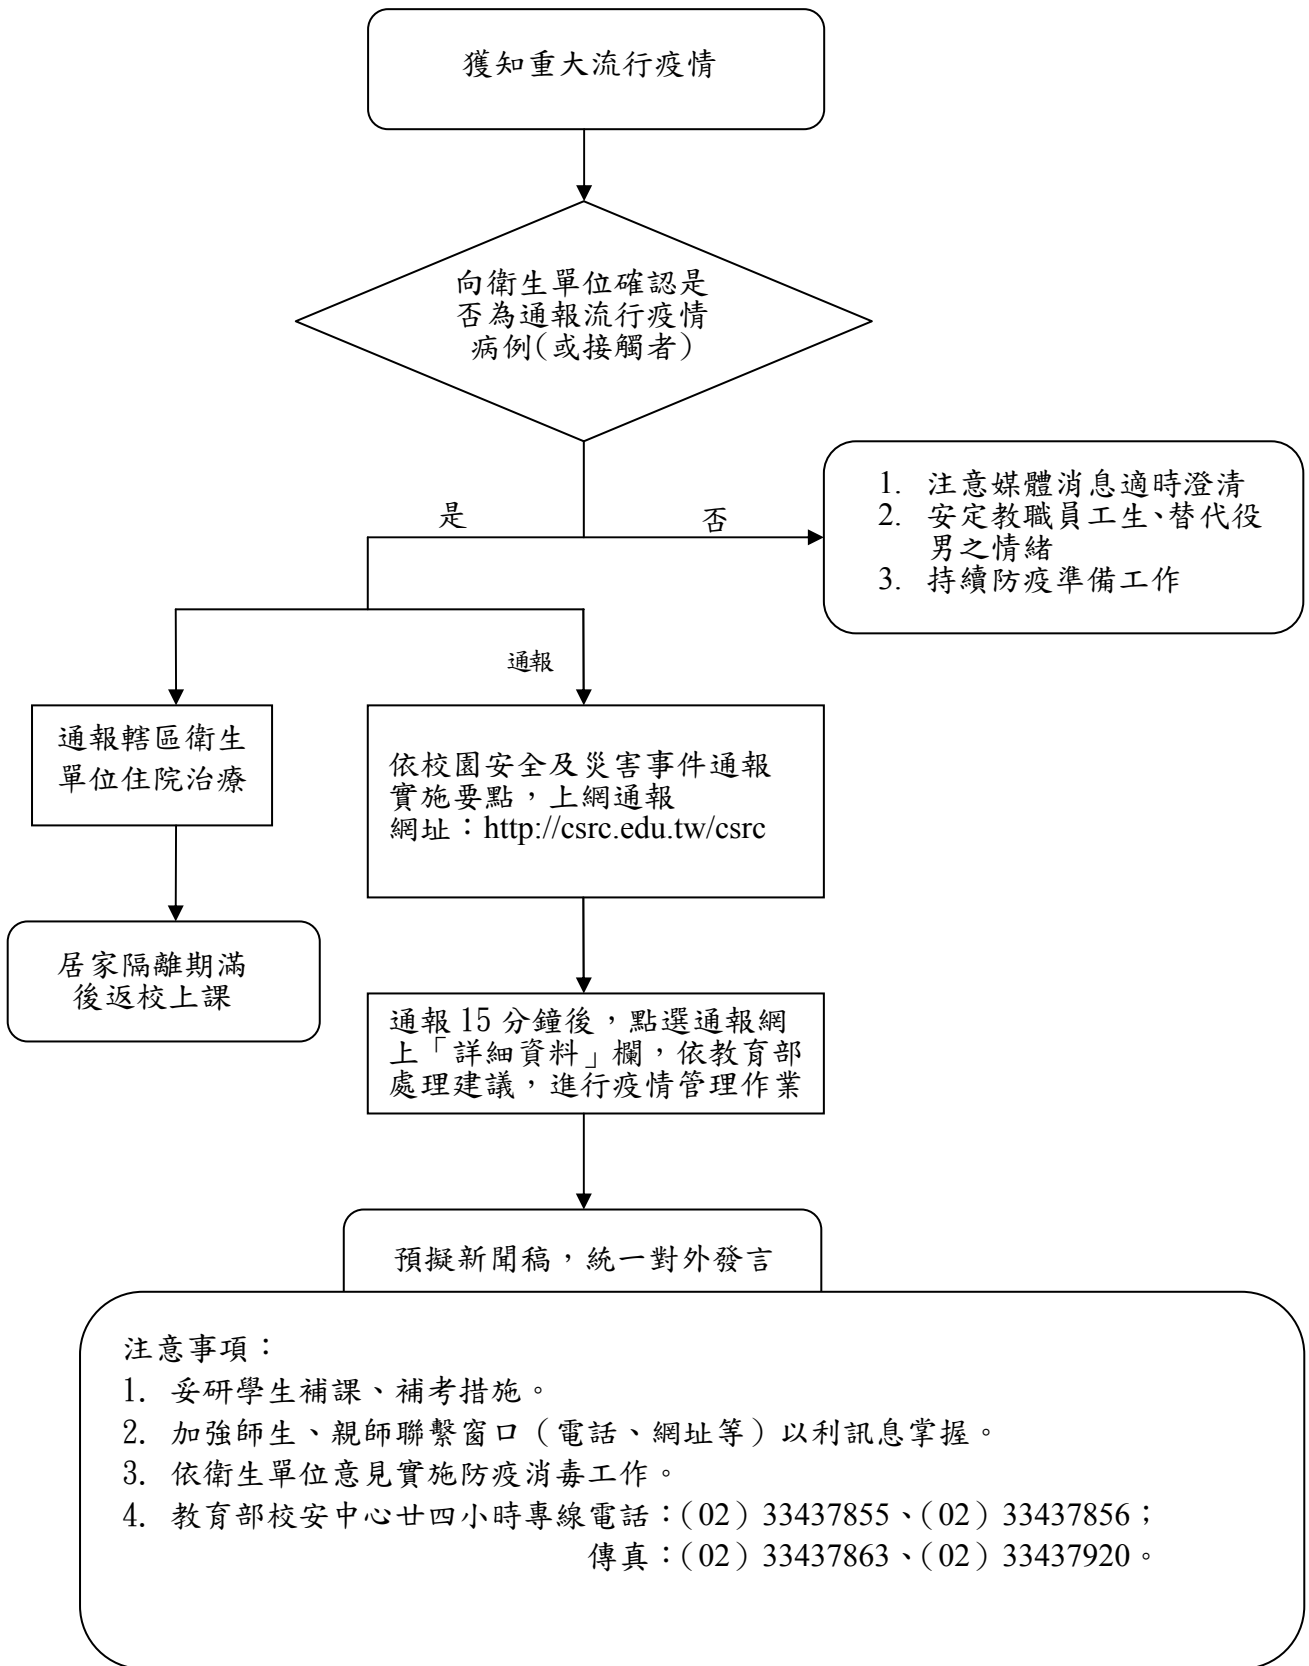 獲知重大流行疫情
向衛生單位確認是
否為通報流行疫情
病例(或接觸者)
是
否
1. 注意媒體消息適時澄清
2. 安定教職員工生、替代役
男之情緒
3. 持續防疫準備工作
通報
通報轄區衛生
單位住院治療
依校園安全及災害事件通報
實施要點，上網通報
網址：http://csrc.edu.tw/csrc
居家隔離期滿
後返校上課
通報 15 分鐘後，點選通報網
上「詳細資料」欄，依教育部
處理建議，進行疫情管理作業
預擬新聞稿，統一對外發言
注意事項：
1. 妥研學生補課、補考措施。
2. 加強師生、親師聯繫窗口（電話、網址等）以利訊息掌握。
3. 依衛生單位意見實施防疫消毒工作。
4. 教育部校安中心廿四小時專線電話：（02）33437855、（02）33437856；
傳真：（02）33437863、（02）33437920。